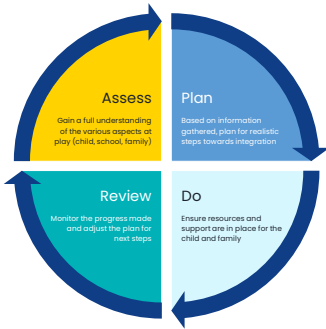 Assess
Gain a full understanding
of the various aspects at
play (child, school, family)
Plan
Based on information
gathered, plan for realistic
steps towards integration
Review
Monitor the progress made
and adjust the plan for
next steps
Do
Ensure resources and
support are in place for the
child and family